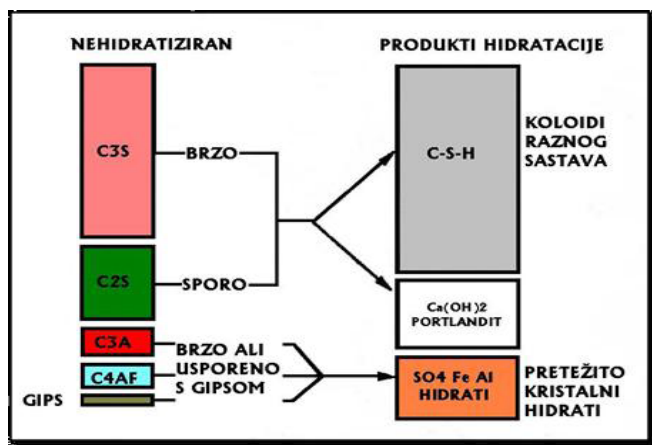 NEHIDRATIZIRAN
PRODUKTI HIDRATACIJE
C3S
BRZO
C-S-H
KOLOIDI
RAZNOG
SASTAVA
C2S
SPORO
Ca(OH)2
PORTLANDIT
C3A
BRZO ALI
C4AF
USPORENO
GIPS
S GIPSOM
SO4 Fe Al
HIDRATI
PRETEŽITO
KRISTALNI
HIDRATI